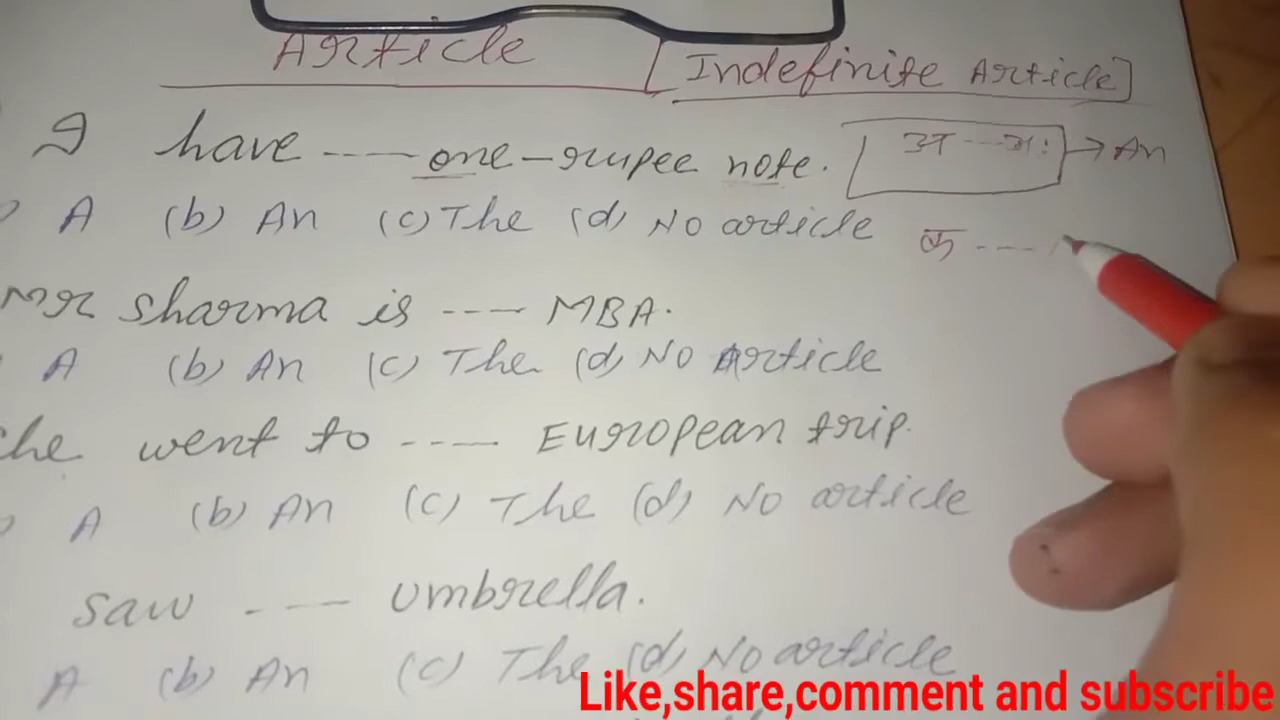 Article [Indefinite Article]
I have ---- one-rupee note. अ ---अ: → An
A (b) An (c) The (d) No article
क ----
Mr sharma is ---- MBA.
A (b) An (c) The (d) No Article
che went to ---- European trip.
A (b) An (c) The (d) No article
saw ---- umbrella.
A (b) An (c) The (d) No article
Like,share,comment and subscribe